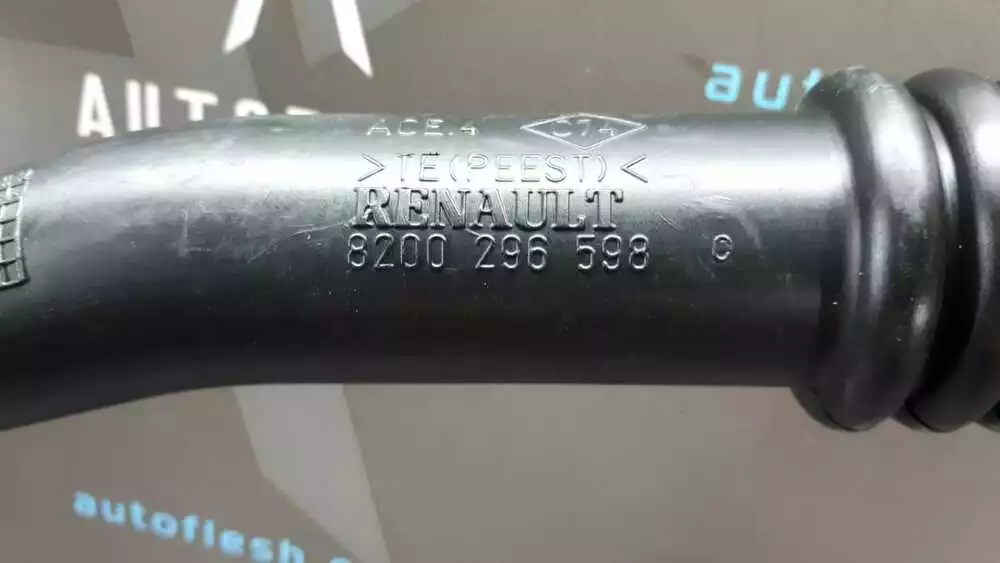 ACE.4 C74
>TE(PEEST)<
RENAULT
8200 296 598 C
autoflesh